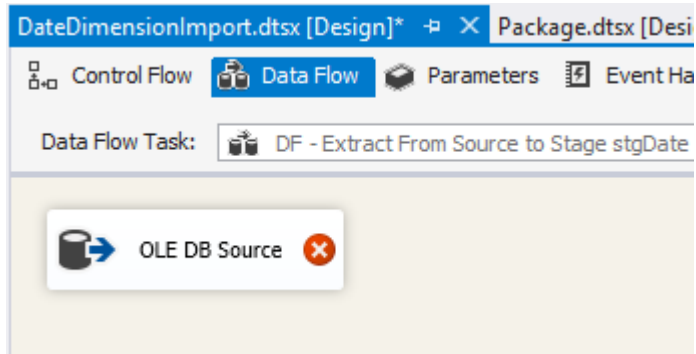 DateDimensionImport.dtsx [Design]* Package.dtsx [Desi
Control Flow Data Flow Parameters Event Ha
Data Flow Task: DF - Extract From Source to Stage stgDate
OLE DB Source